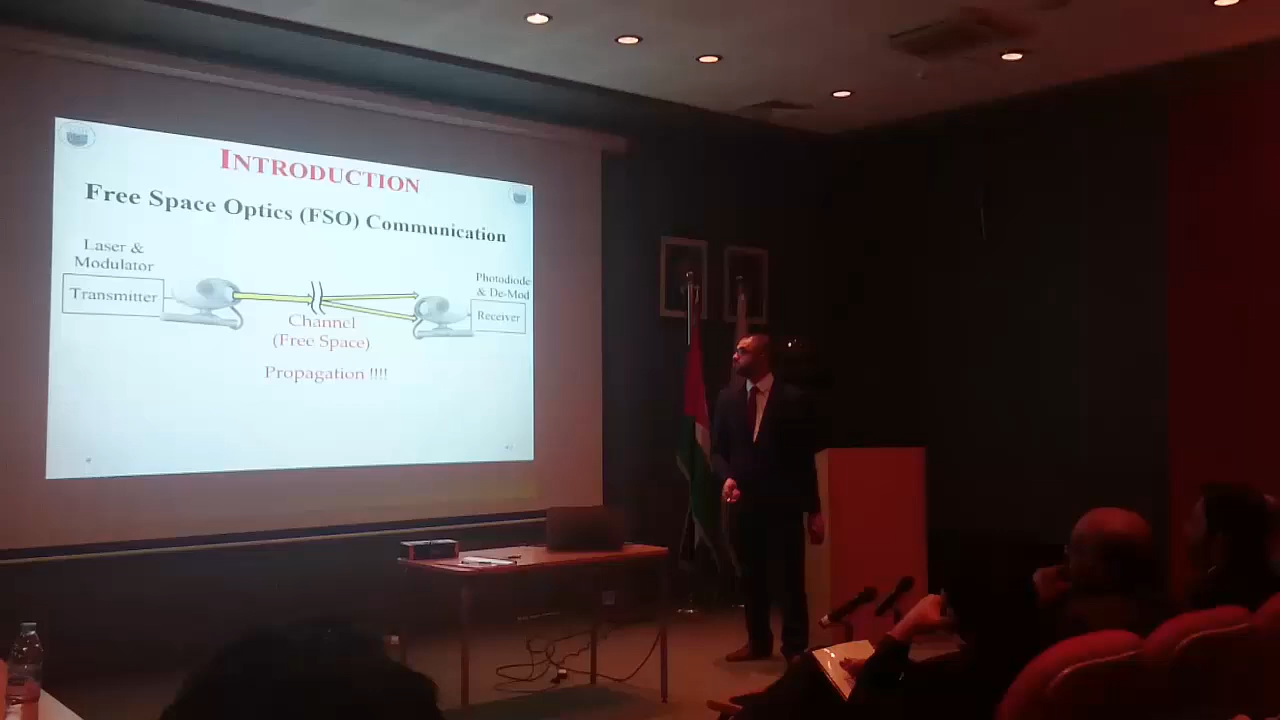 INTRODUCTION
Free Space Optics (FSO) Communication
Laser &
Modulator
Transmitter
Channel
(Free Space)
Propagation !!!!
Photodiode
& De-Mod
Receiver